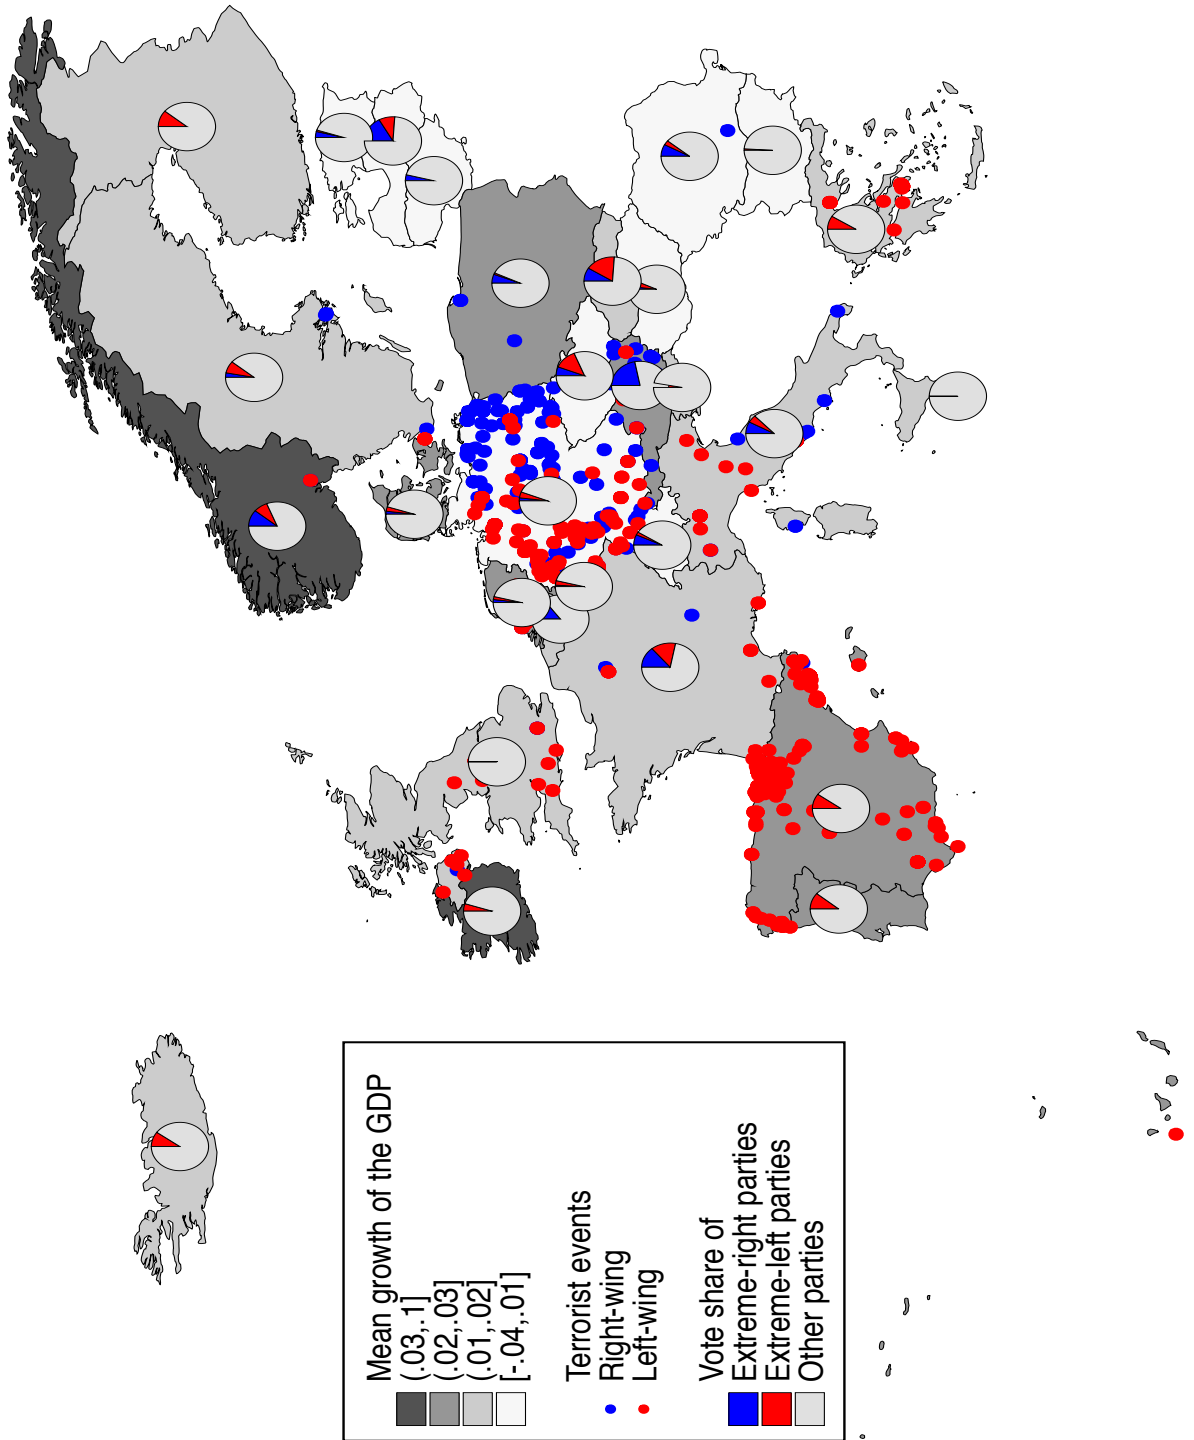 Mean growth of the GDP
(.03,.1]
(.02,.03]
(.01,.02]
[-.04,.01]
Terrorist events
Right-wing
Left-wing
Vote share of
Extreme-right parties
Extreme-left parties
Other parties